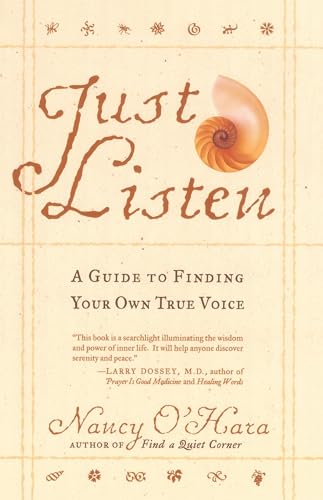 Just
Listen
A Guide to Finding
Your Own True Voice
"This book is a searchlight illuminating the wisdom
and power of inner life. It will help anyone discover
serenity and peace."
—LARRY DOSSEY, M.D., author of
Prayer Is Good Medicine and Healing Words
Nancy O'Hara
AUTHOR OF Find a Quiet Corner